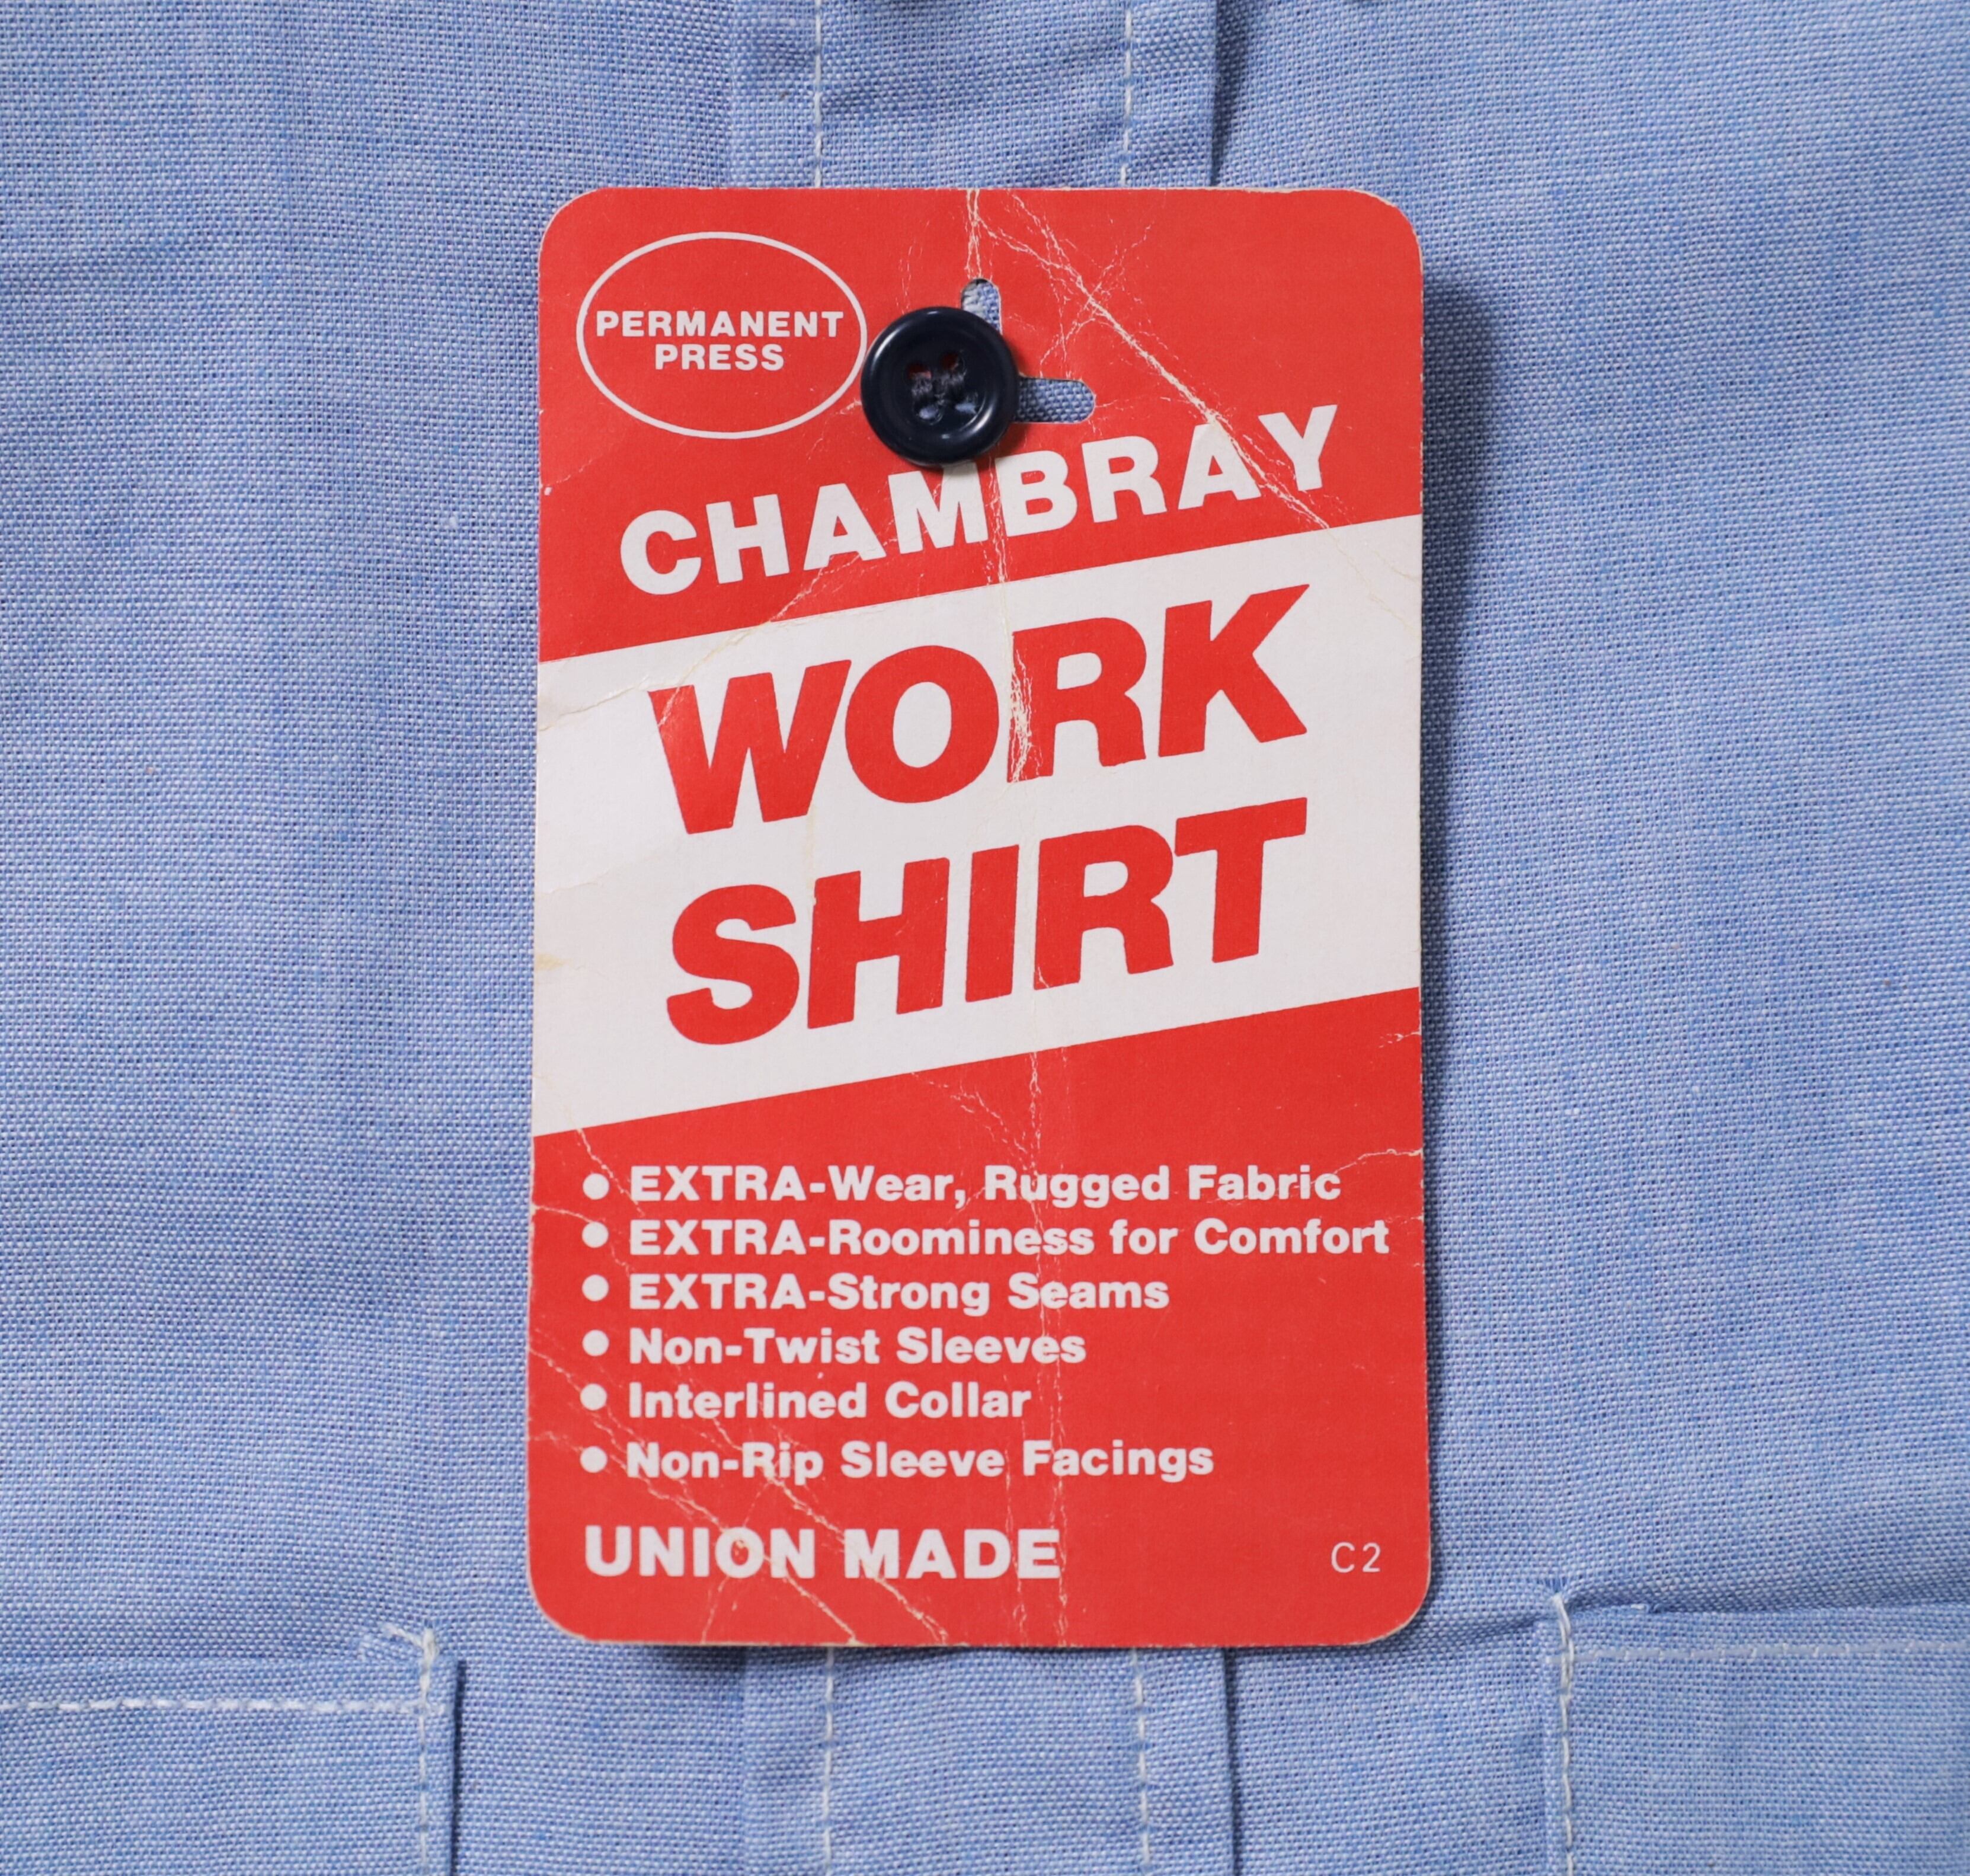 PERMANENT
PRESS
CHAMBRAY
WORK
SHIRT
• EXTRA-Wear, Rugged Fabric
• EXTRA-Roominess for Comfort
• EXTRA-Strong Seams
• Non-Twist Sleeves
• Interlined Collar
• Non-Rip Sleeve Facings
UNION MADE
C2